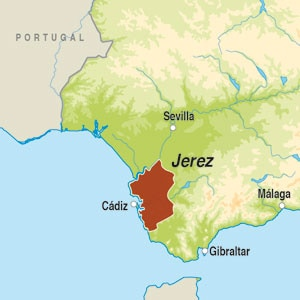 PORTUGAL
Sevilla
Jerez
Cádiz
Málaga
Gibraltar